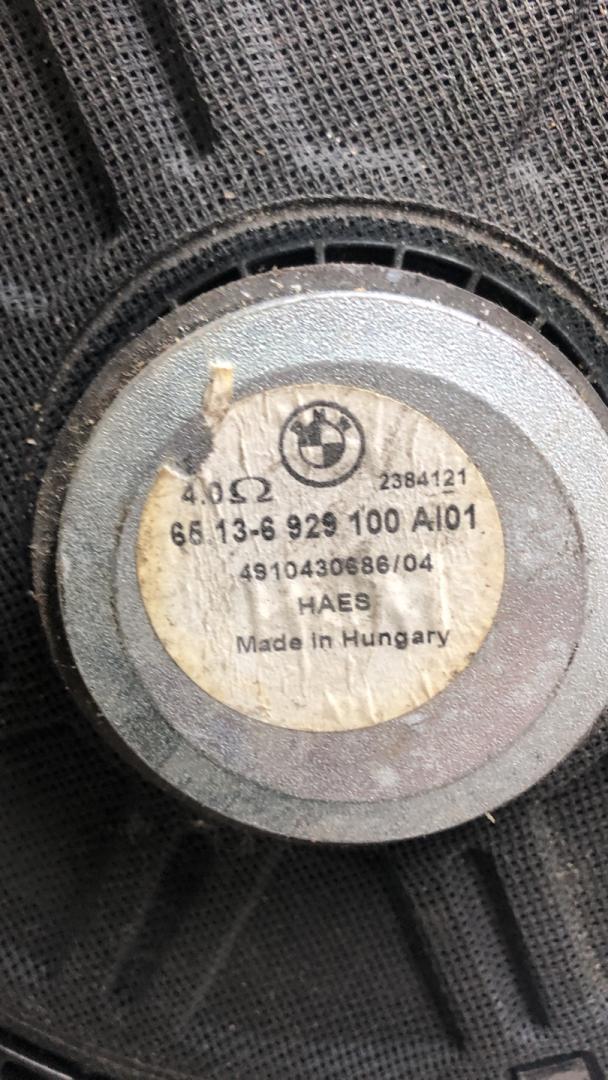 4.0Ω 2384121
65.13-6 929 100 AI01
4910430686/04
HAES
Made in Hungary